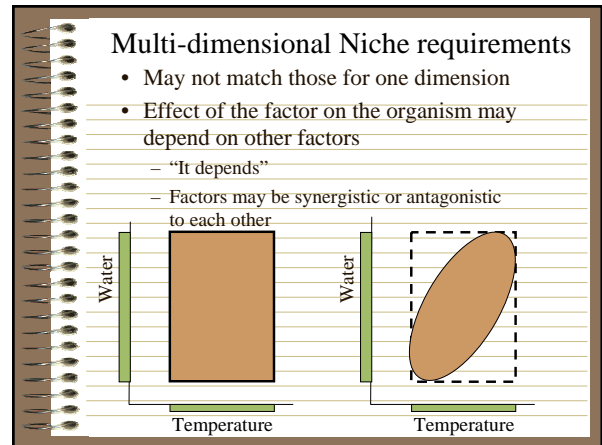 Multi-dimensional Niche requirements
• May not match those for one dimension
• Effect of the factor on the organism may
depend on other factors
– “It depends”
– Factors may be synergistic or antagonistic
to each other
Water
Temperature
Water
Temperature